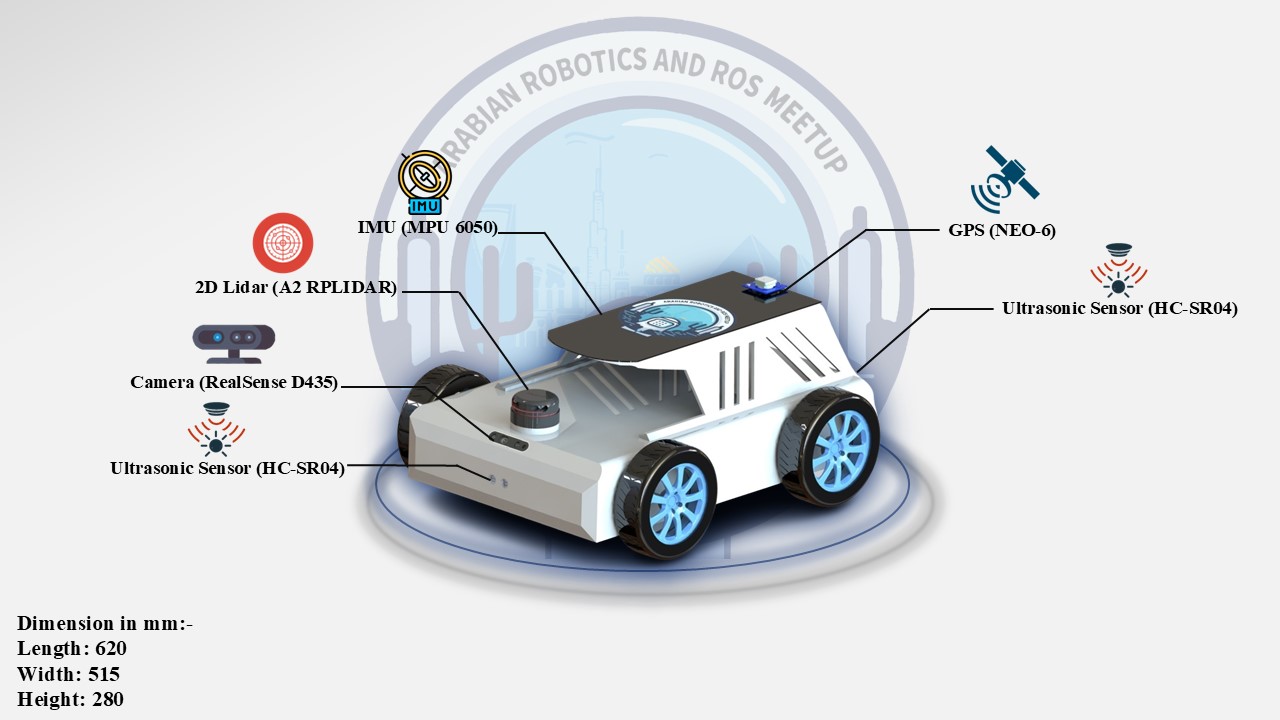 ARABIAN ROBOTICS AND ROS MEETUP
IMU
IMU (MPU 6050)
GPS (NEO-6)
2D Lidar (A2 RPLIDAR)
Ultrasonic Sensor (HC-SR04)
Camera (RealSense D435)
Ultrasonic Sensor (HC-SR04)
Dimension in mm:-
Length: 620
Width: 515
Height: 280